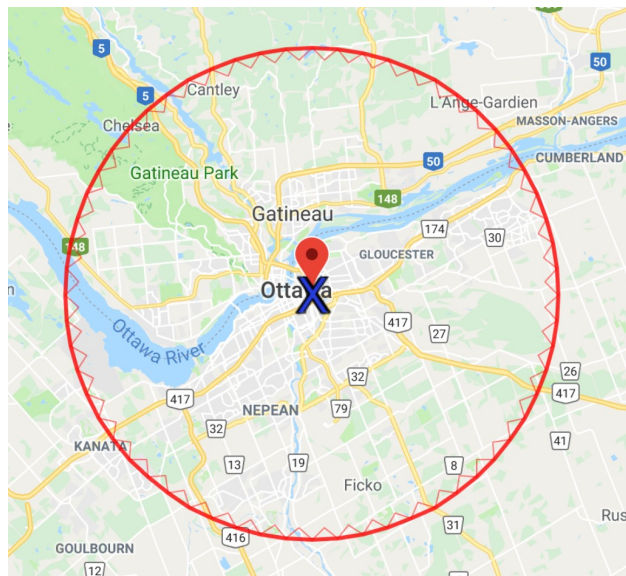 5
50
Cantley
5
L'Ange-Gardien
Chelsea
MASSON-ANGERS
50
CUMBERLAND
Gatineau Park
148
Gatineau
174
30
148
GLOUCESTER
Ottawa
X
417
Ottawa River
27
32
26
417
417
79
NEPEAN
32
41
KANATA
13
19
8
Ficko
Rus
31
416
GOULBOURN
12